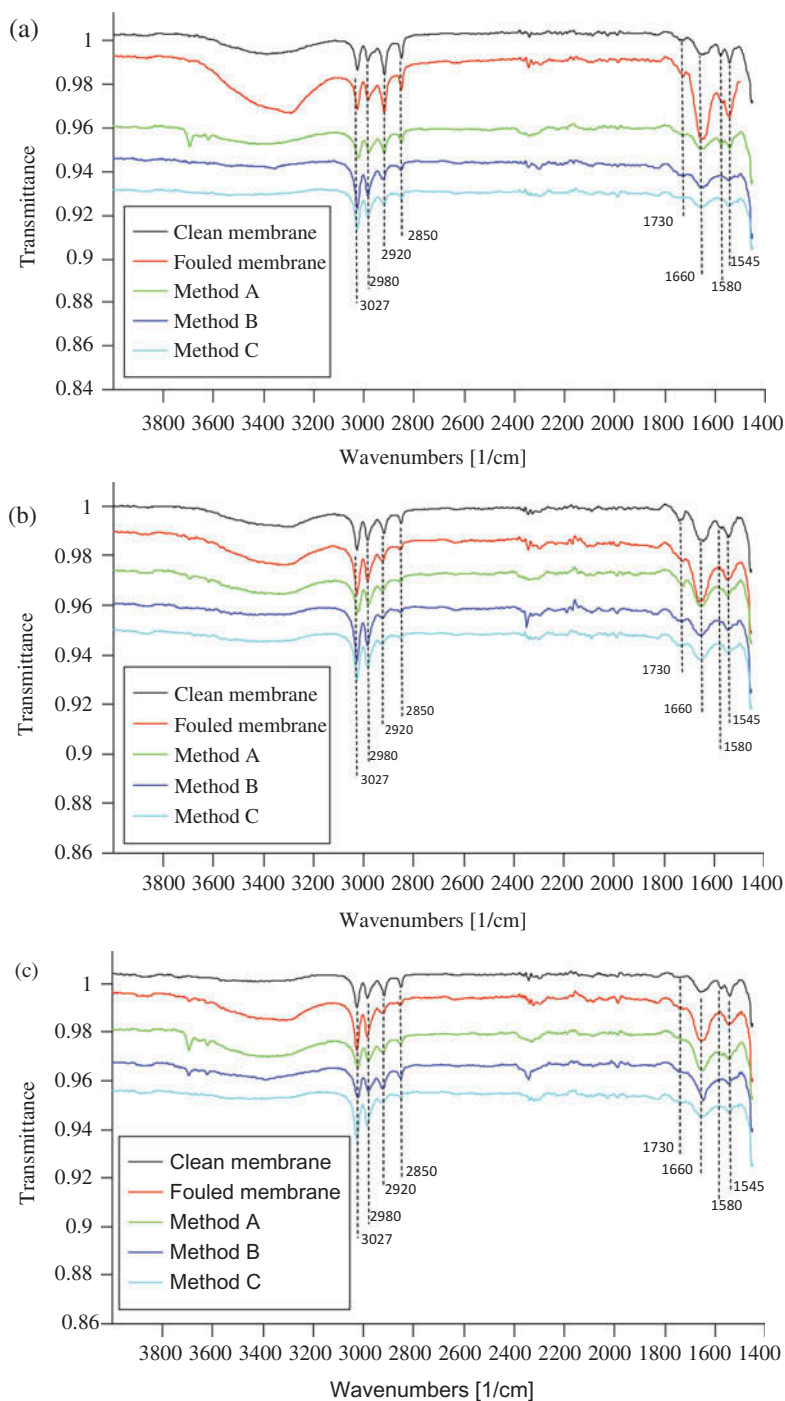 (a)
1
0.98
0.96
0.94
0.92
0.9
0.88
0.86
0.84
Transmittance
Clean membrane
Fouled membrane
Method A
Method B
Method C
2850
2920
2980
3027
1730
1660
1580
1545
3800 3600 3400 3200 3000 2800 2600 2400 2200 2000 1800 1600 1400
Wavenumbers [1/cm]
(b)
1
0.98
0.96
0.94
0.92
0.9
0.88
0.86
Transmittance
Clean membrane
Fouled membrane
Method A
Method B
Method C
2850
2920
2980
3027
1730
1660
1545
1580
3800 3600 3400 3200 3000 2800 2600 2400 2200 2000 1800 1600 1400
Wavenumbers [1/cm]
(c)
1
0.98
0.96
0.94
0.92
0.9
0.88
0.86
Transmittance
Clean membrane
Fouled membrane
Method A
Method B
Method C
2850
2920
2980
3027
1730
1660
1545
1580
3800 3600 3400 3200 3000 2800 2600 2400 2200 2000 1800 1600 1400
Wavenumbers [1/cm]